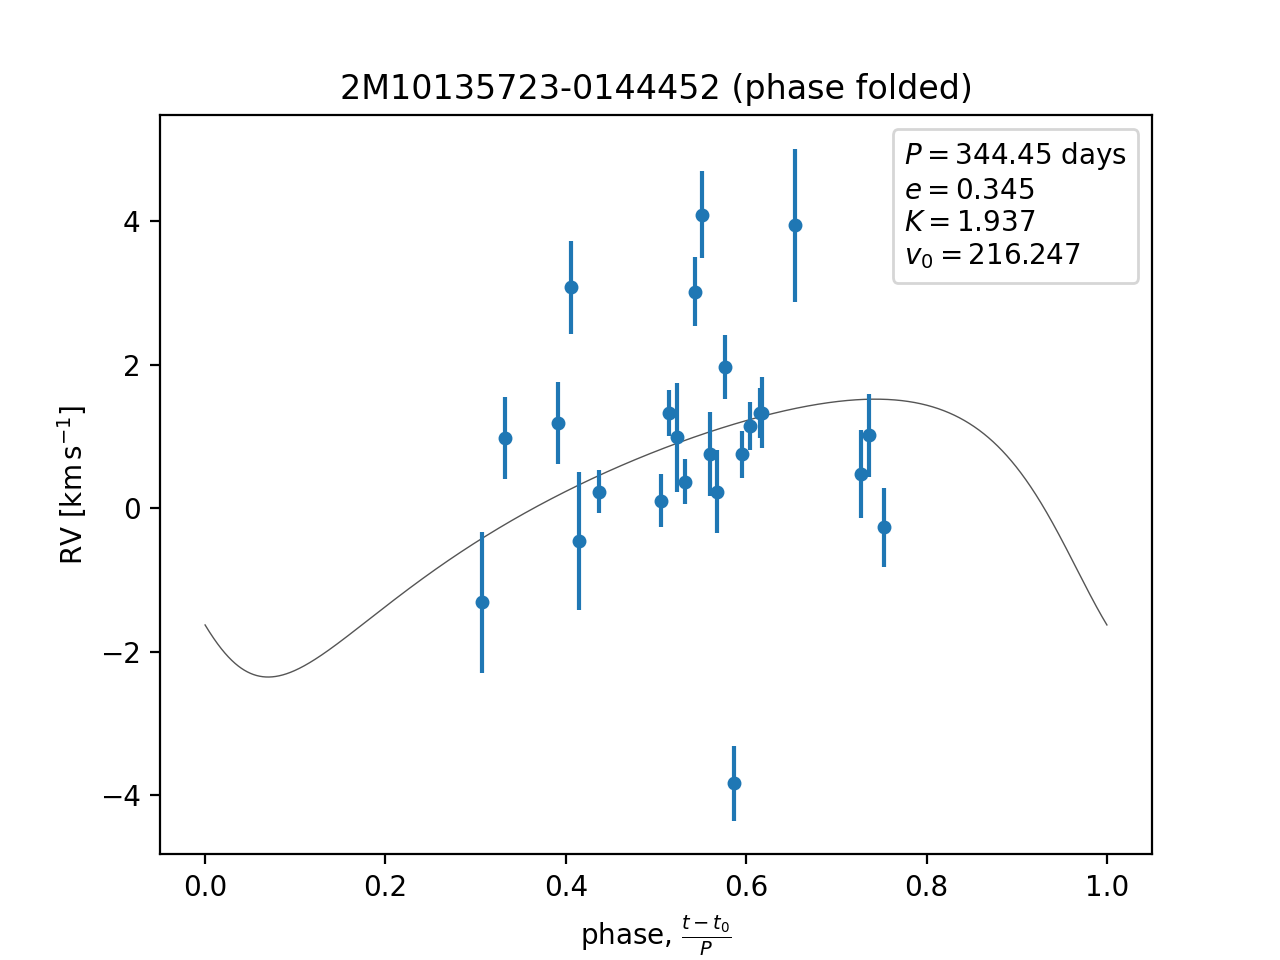 2M10135723-0144452 (phase folded)
P = 344.45 days
e = 0.345
K = 1.937
v₀ = 216.247
RV [km s⁻¹]
4
2
0
−2
−4
0.0 0.2 0.4 0.6 0.8 1.0
phase, (t − t₀)/P